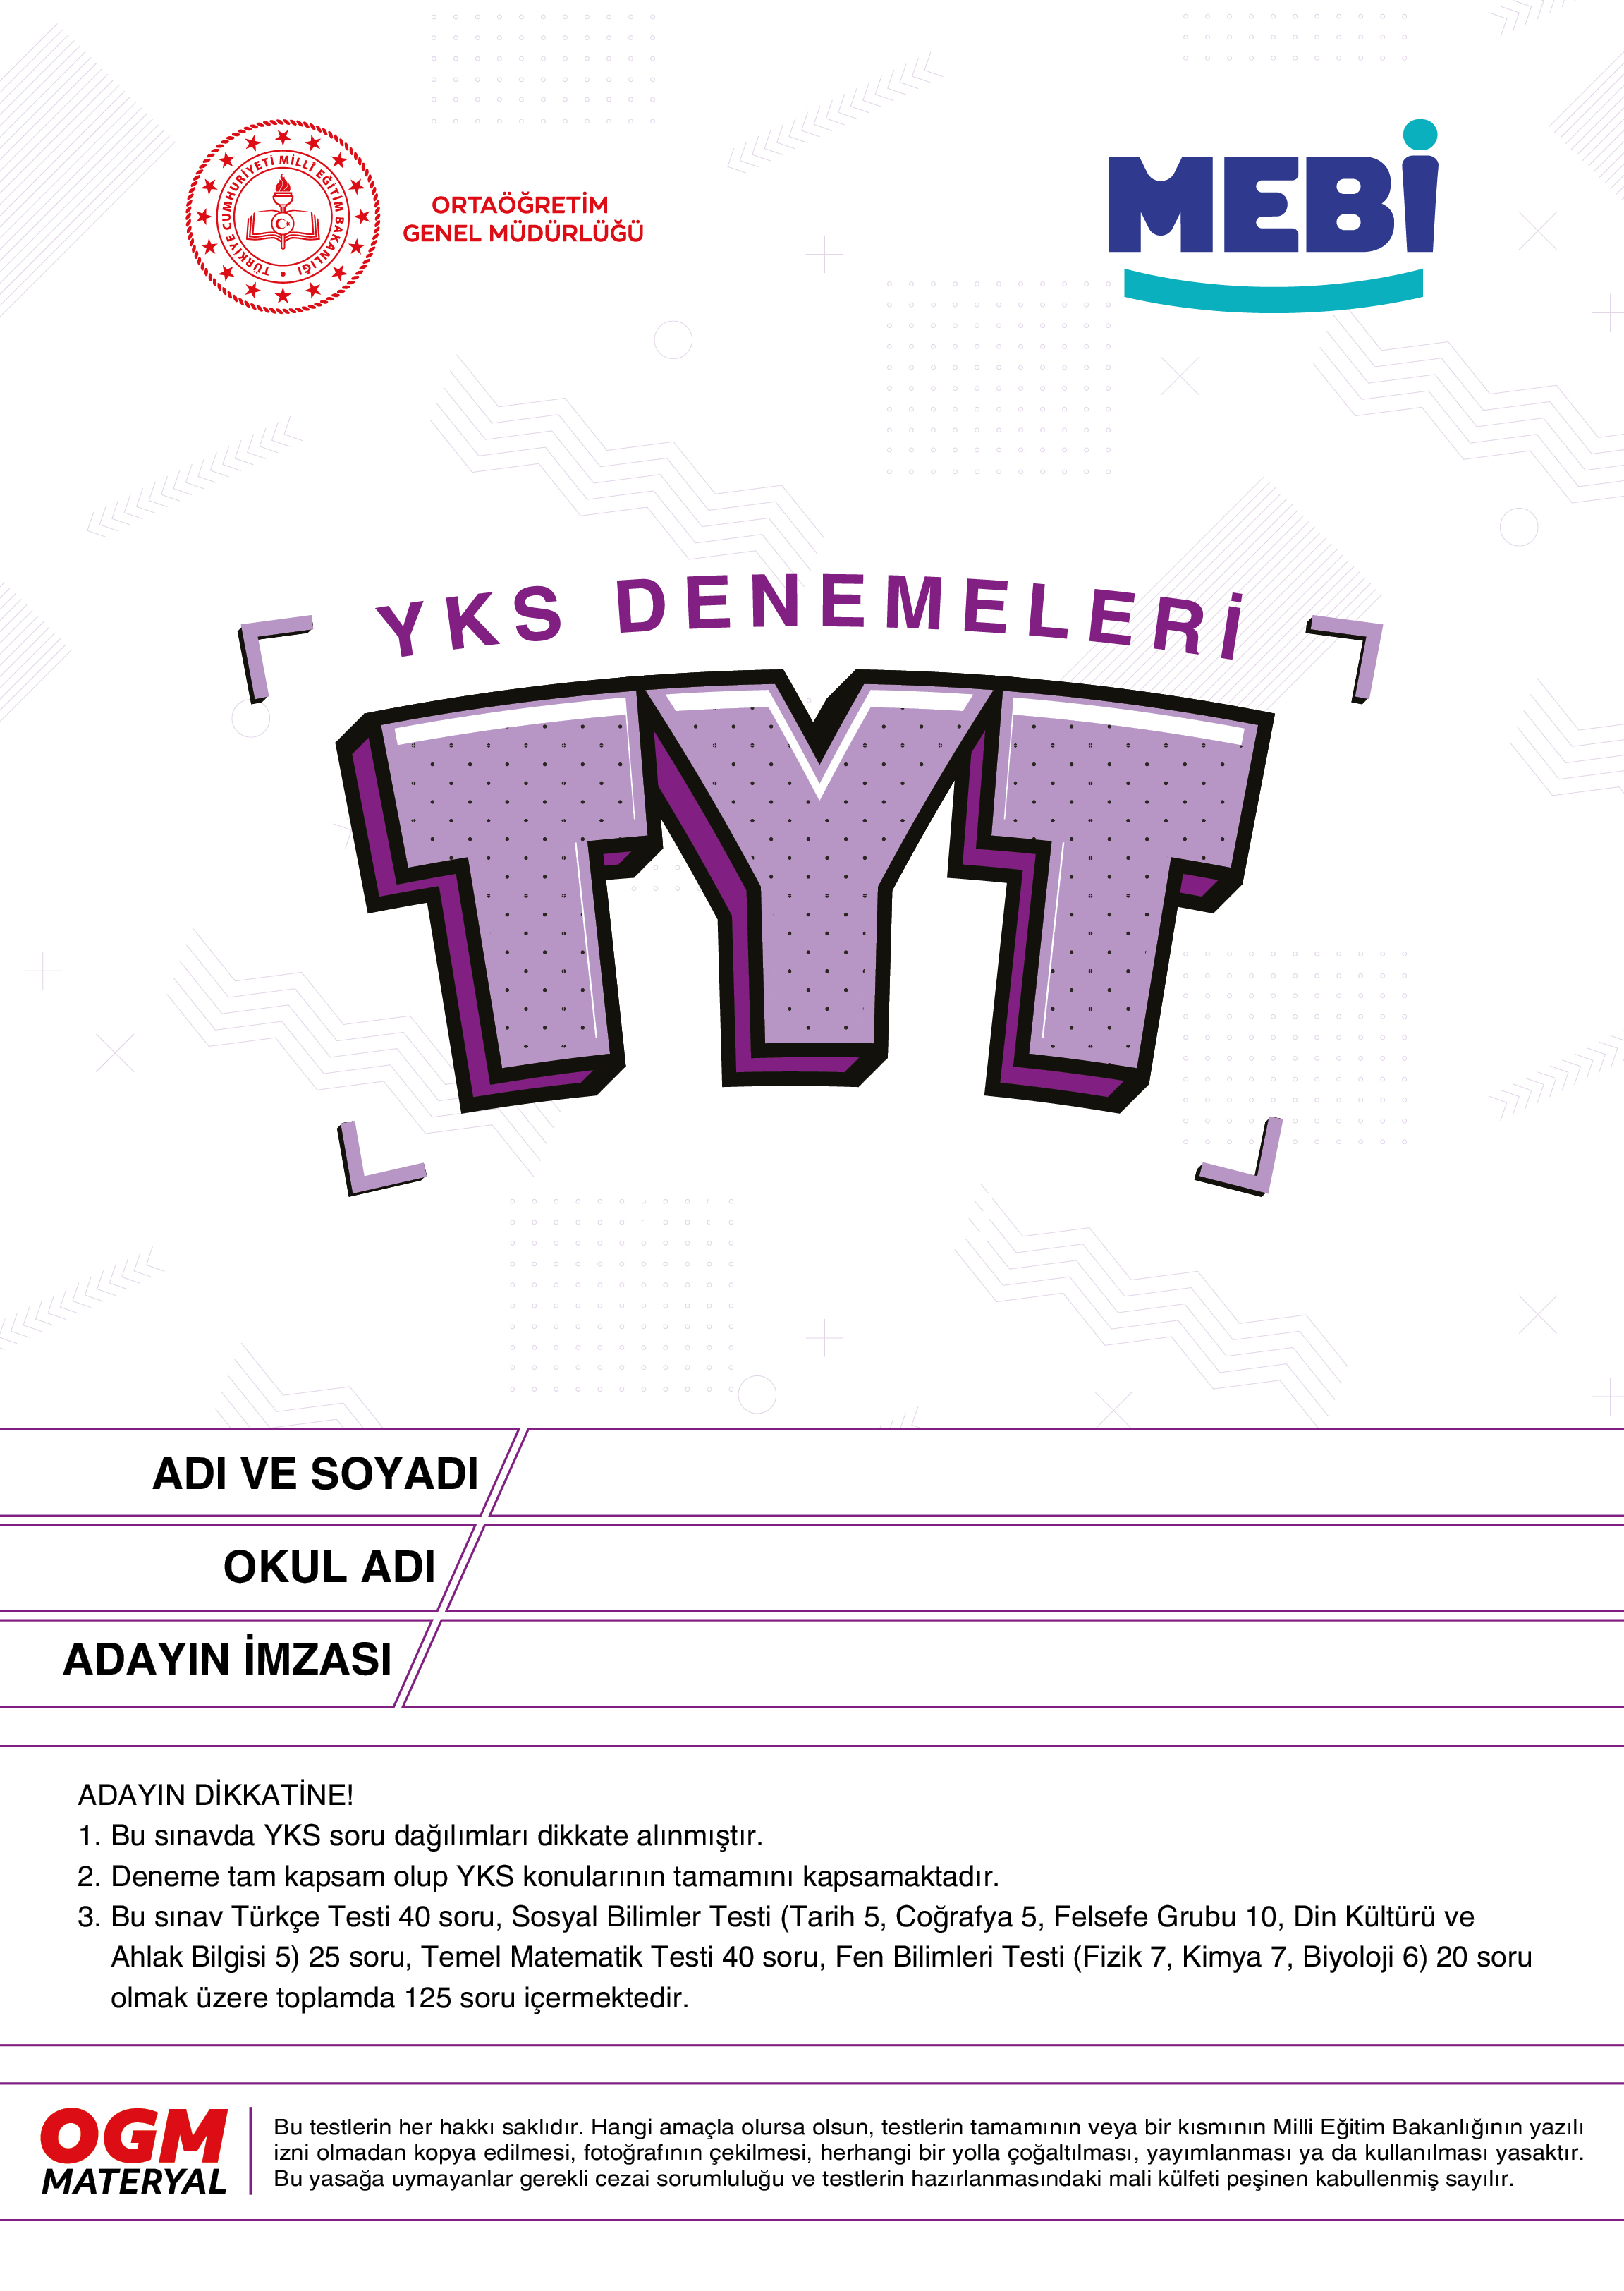 TÜRKİYE CUMHURİYETİ MİLLÎ EĞİTİM BAKANLIĞI
ORTAÖĞRETİM
GENEL MÜDÜRLÜĞÜ
MEBİ
YKS DENEMELERİ
TYT
ADI VE SOYADI
OKUL ADI
ADAYIN İMZASI
ADAYIN DİKKATİNE!
1. Bu sınavda YKS soru dağılımları dikkate alınmıştır.
2. Deneme tam kapsam olup YKS konularının tamamını kapsamaktadır.
3. Bu sınav Türkçe Testi 40 soru, Sosyal Bilimler Testi (Tarih 5, Coğrafya 5, Felsefe Grubu 10, Din Kültürü ve
Ahlak Bilgisi 5) 25 soru, Temel Matematik Testi 40 soru, Fen Bilimleri Testi (Fizik 7, Kimya 7, Biyoloji 6) 20 soru
olmak üzere toplamda 125 soru içermektedir.
OGM
MATERYAL
Bu testlerin her hakkı saklıdır. Hangi amaçla olursa olsun, testlerin tamamının veya bir kısmının Milli Eğitim Bakanlığının yazılı
izni olmadan kopya edilmesi, fotoğrafının çekilmesi, herhangi bir yolla çoğaltılması, yayımlanması ya da kullanılması yasaktır.
Bu yasağa uymayanlar gerekli cezai sorumluluğu ve testlerin hazırlanmasındaki mali külfeti peşinen kabullenmiş sayılır.